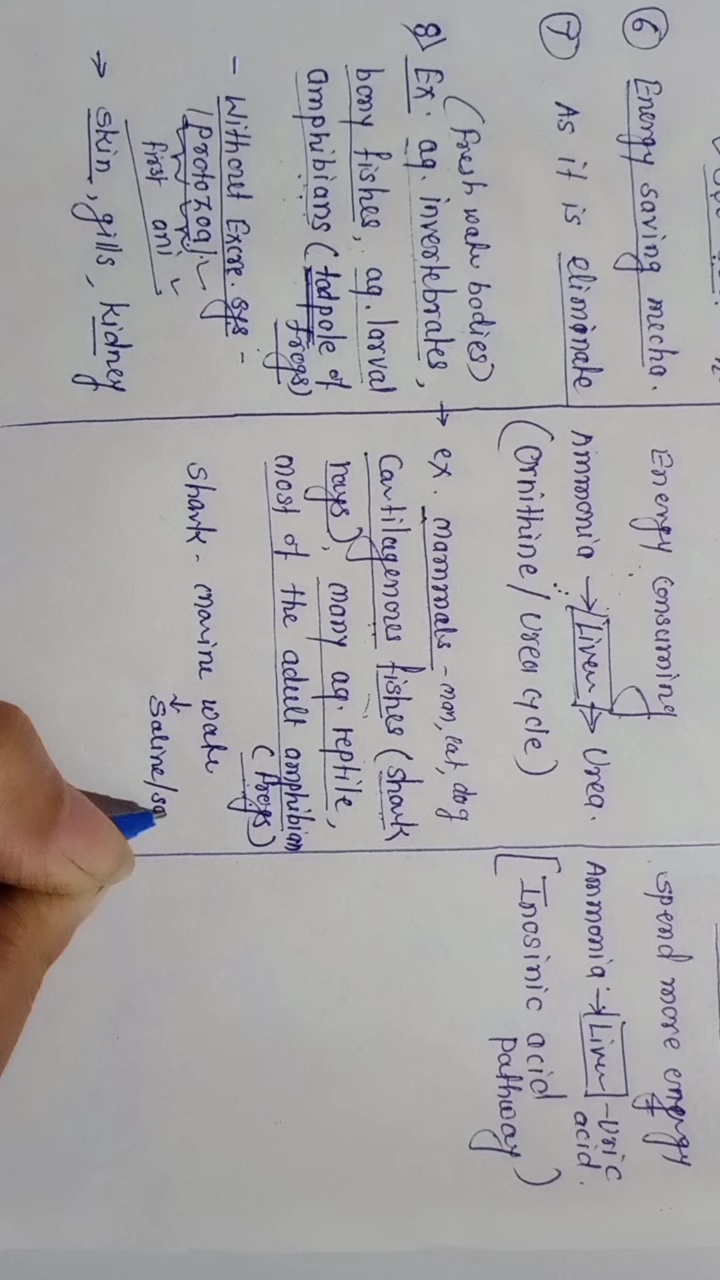 ⑥ Energy saving mecha.
⑦ As it is eliminate
(Fresh wate bodies)
8) Ex. aq. invertebrates,
bony fishes, aq. larval
amphibians (tadpole of
frogs)
- Without Excre. sys -
(protozoa)
first ani
→ skin, gills, kidney
Energy consuming
Ammonia → Liver → Urea.
(Ornithine/Urea cycle)
→ ex. mammals - man, cat, dog
Cartilagenores fishes (shark
rays), many aq. reptile,
most of the adult amphibian
(frogs)
Shark - marine wate
↓
Saline/sa
spend more energy
Ammonia → Liver - Uric
acid.
[Inosinic acid
pathway)